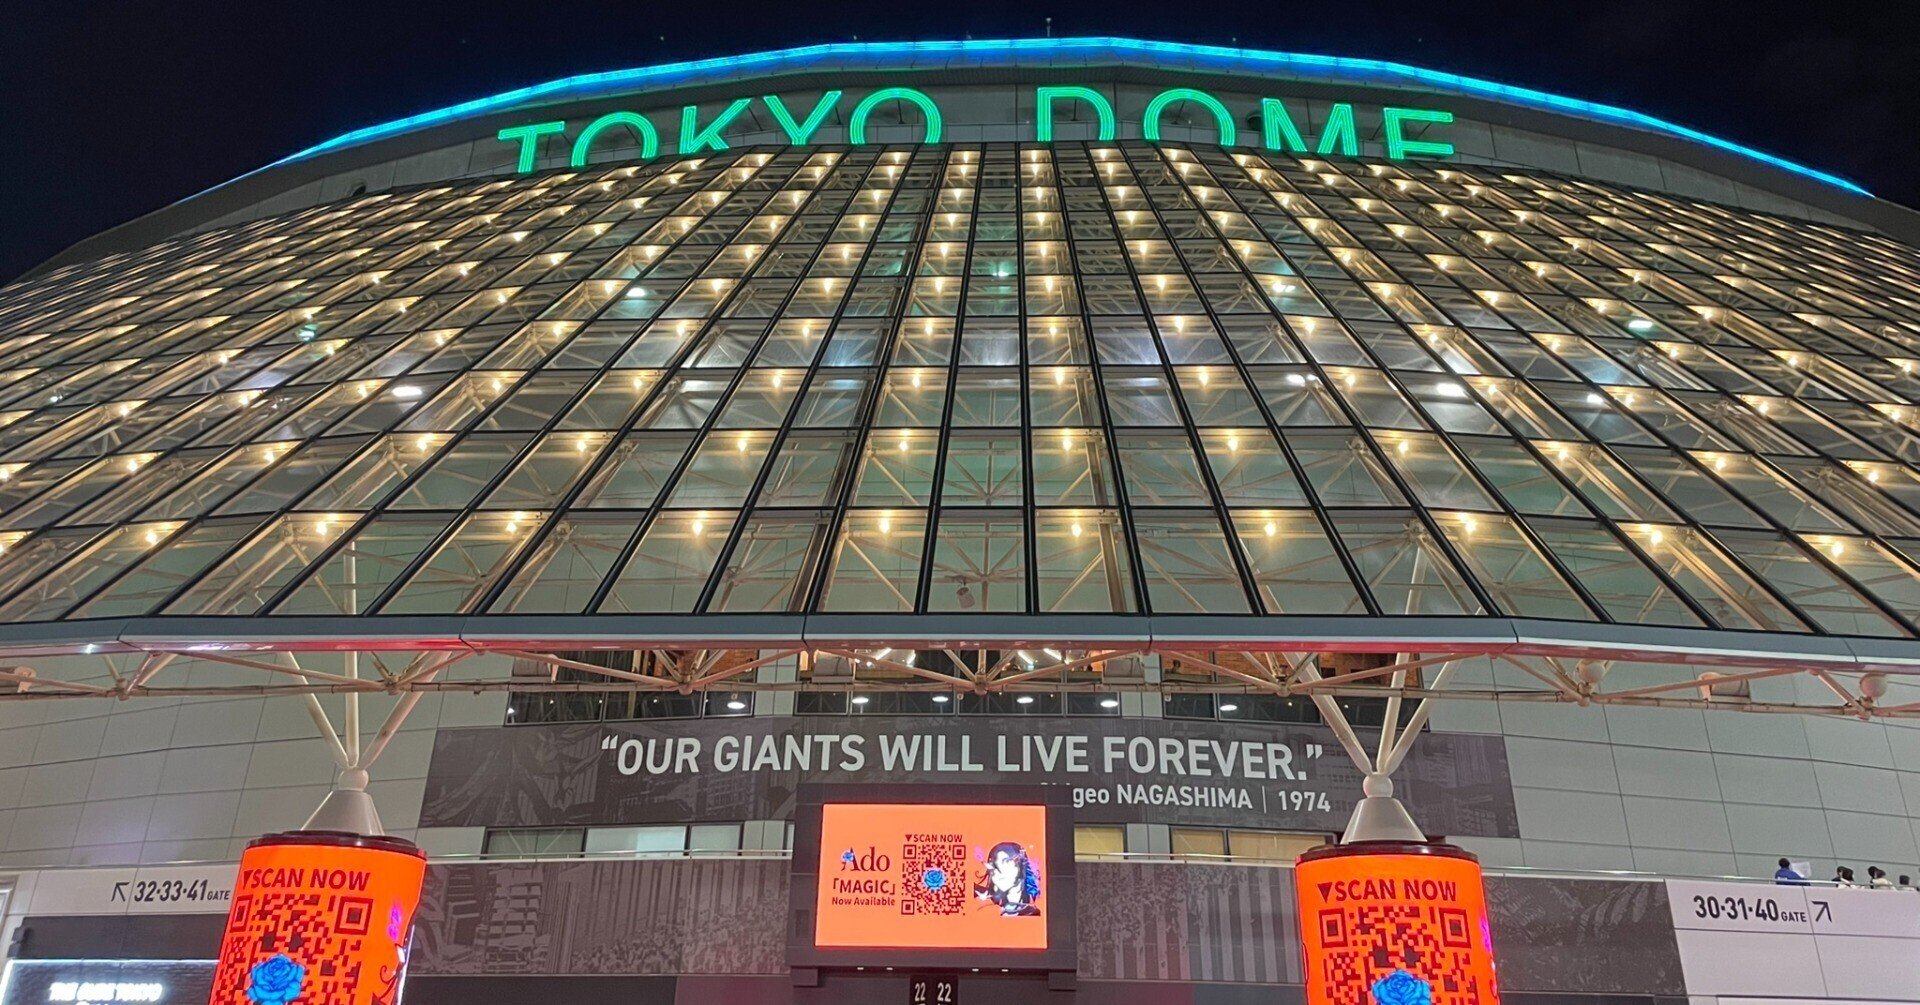 TOKYO DOME
“OUR GIANTS WILL LIVE FOREVER.”
NAGASHIMA | 1974
▼SCAN NOW
Ado
「MAGIC」
Now Available
32·33·41 GATE
▼SCAN NOW
▼SCAN NOW
30·31·40 GATE
22 22